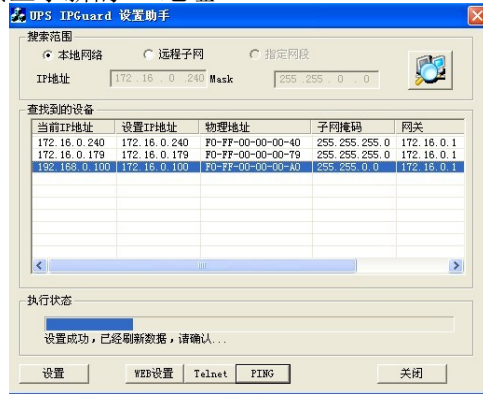 UPS IPGuard 设置助手
搜索范围
本地网络 远程子网 指定网段
IP地址 172 .16 . 0 .240 Mask 255 .255 . 0 . 0
查找到的设备
当前IP地址 设置IP地址 物理地址 子网掩码 网关
172.16.0.240 172.16.0.240 F0-FF-00-00-00-40 255.255.255.0 172.16.0.1
172.16.0.179 172.16.0.179 F0-FF-00-00-00-79 255.255.255.0 172.16.0.1
192.168.0.100 172.16.0.100 F0-FF-00-00-00-A0 255.255.0.0 172.16.0.1
执行状态
设置成功，已经刷新数据，请确认...
设置 WEB设置 Telnet PING 关闭